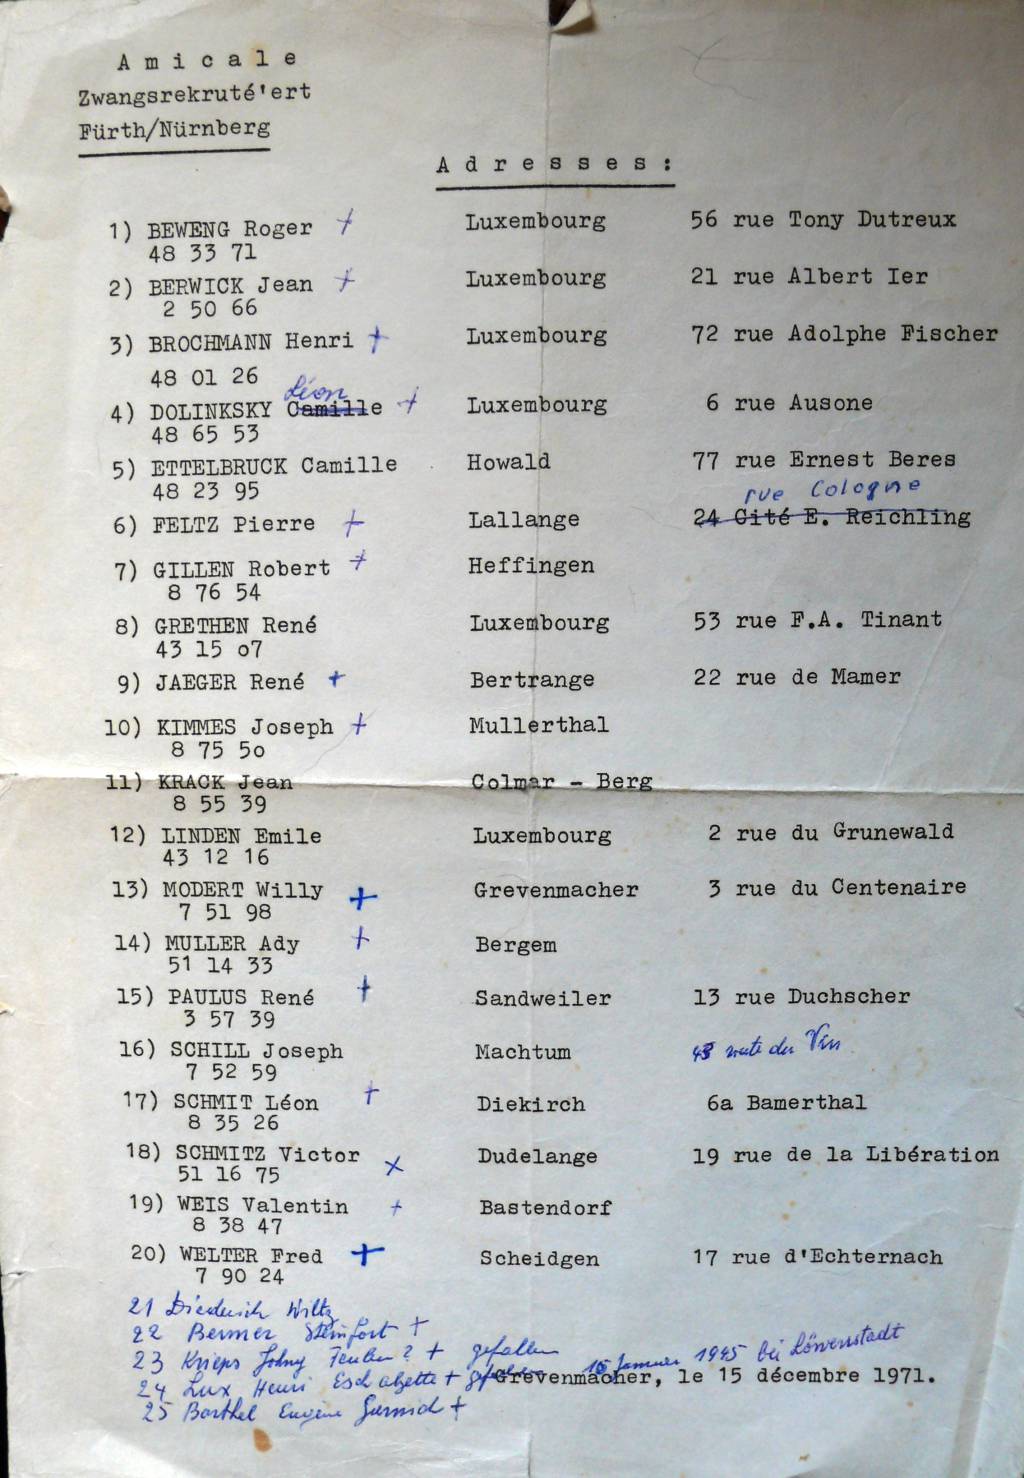 Amicale
Zwangsrekruté'ert
Fürth/Nürnberg
Adresses:
1) BEWENG Roger + Luxembourg 56 rue Tony Dutreux
48 33 71
2) BERWICK Jean + Luxembourg 21 rue Albert Ier
2 50 66
3) BROCHMANN Henri + Luxembourg 72 rue Adolphe Fischer
48 01 26
Léon
4) DOLINKSKY Camille + Luxembourg 6 rue Ausone
48 65 53
5) ETTELBRUCK Camille Howald 77 rue Ernest Beres
48 23 95
rue Cologne
6) FELTZ Pierre + Lallange 24 Cité E. Reichling
7) GILLEN Robert + Heffingen
8 76 54
8) GRETHEN René Luxembourg 53 rue F.A. Tinant
43 15 o7
9) JAEGER René + Bertrange 22 rue de Mamer
10) KIMMES Joseph + Mullerthal
8 75 5o
11) KRACK Jean Colmar - Berg
8 55 39
12) LINDEN Emile Luxembourg 2 rue du Grunewald
43 12 16
13) MODERT Willy + Grevenmacher 3 rue du Centenaire
7 51 98
14) MULLER Ady + Bergem
51 14 33
15) PAULUS René + Sandweiler 13 rue Duchscher
3 57 39
16) SCHILL Joseph Machtum route du Vin
7 52 59
17) SCHMIT Léon + Diekirch 6a Bamerthal
8 35 26
18) SCHMITZ Victor + Dudelange 19 rue de la Libération
51 16 75
19) WEIS Valentin + Bastendorf
8 38 47
20) WELTER Fred + Scheidgen 17 rue d'Echternach
7 90 24
21 Diederich Wiltz
22 Bermer Steinfort +
23 Krieps Johny ? + gefallen
24 Lux Henri Esch alzette + gefallen 15 Januar 1945 bei Löwenstadt
Grevenmacher, le 15 décembre 1971.
25 Barthel Eugène Garnich +